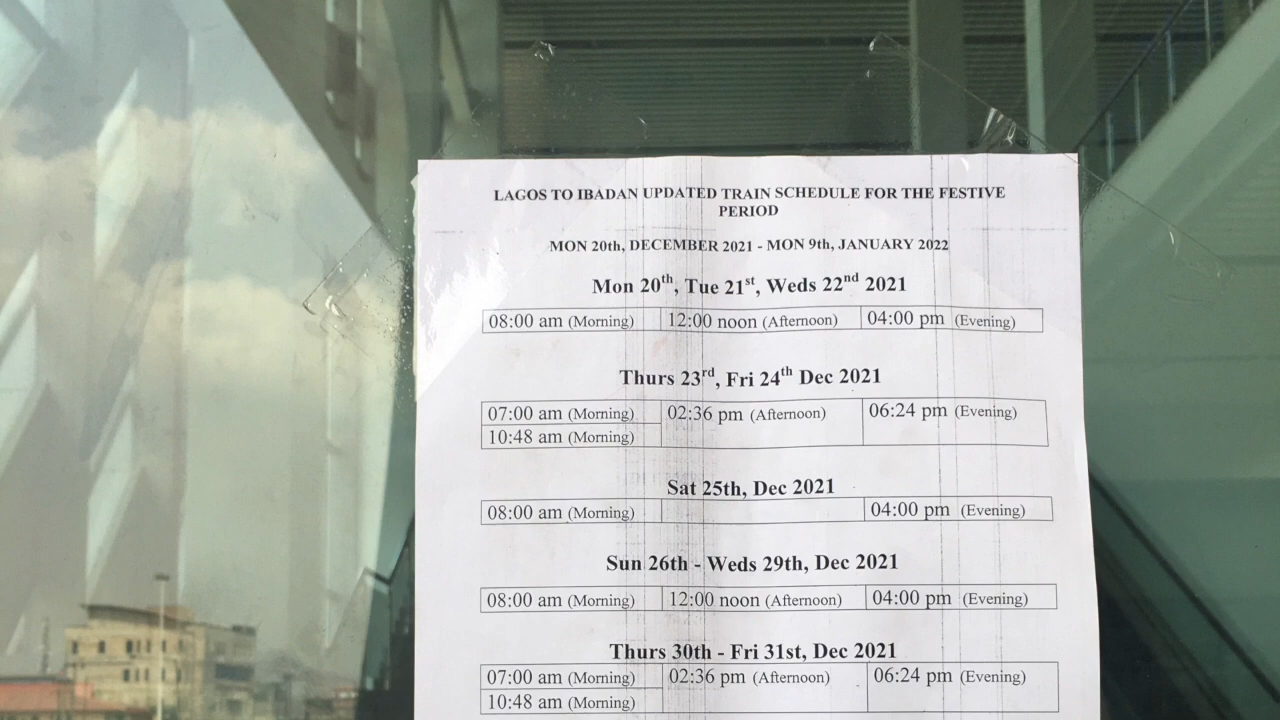 LAGOS TO IBADAN UPDATED TRAIN SCHEDULE FOR THE FESTIVE
PERIOD
MON 20th, DECEMBER 2021 - MON 9th, JANUARY 2022
Mon 20th, Tue 21st, Weds 22nd 2021
08:00 am (Morning) 12:00 noon (Afternoon) 04:00 pm (Evening)
Thurs 23rd, Fri 24th Dec 2021
07:00 am (Morning) 02:36 pm (Afternoon) 06:24 pm (Evening)
10:48 am (Morning)
Sat 25th, Dec 2021
08:00 am (Morning) 04:00 pm (Evening)
Sun 26th - Weds 29th, Dec 2021
08:00 am (Morning) 12:00 noon (Afternoon) 04:00 pm (Evening)
Thurs 30th - Fri 31st, Dec 2021
07:00 am (Morning) 02:36 pm (Afternoon) 06:24 pm (Evening)
10:48 am (Morning)